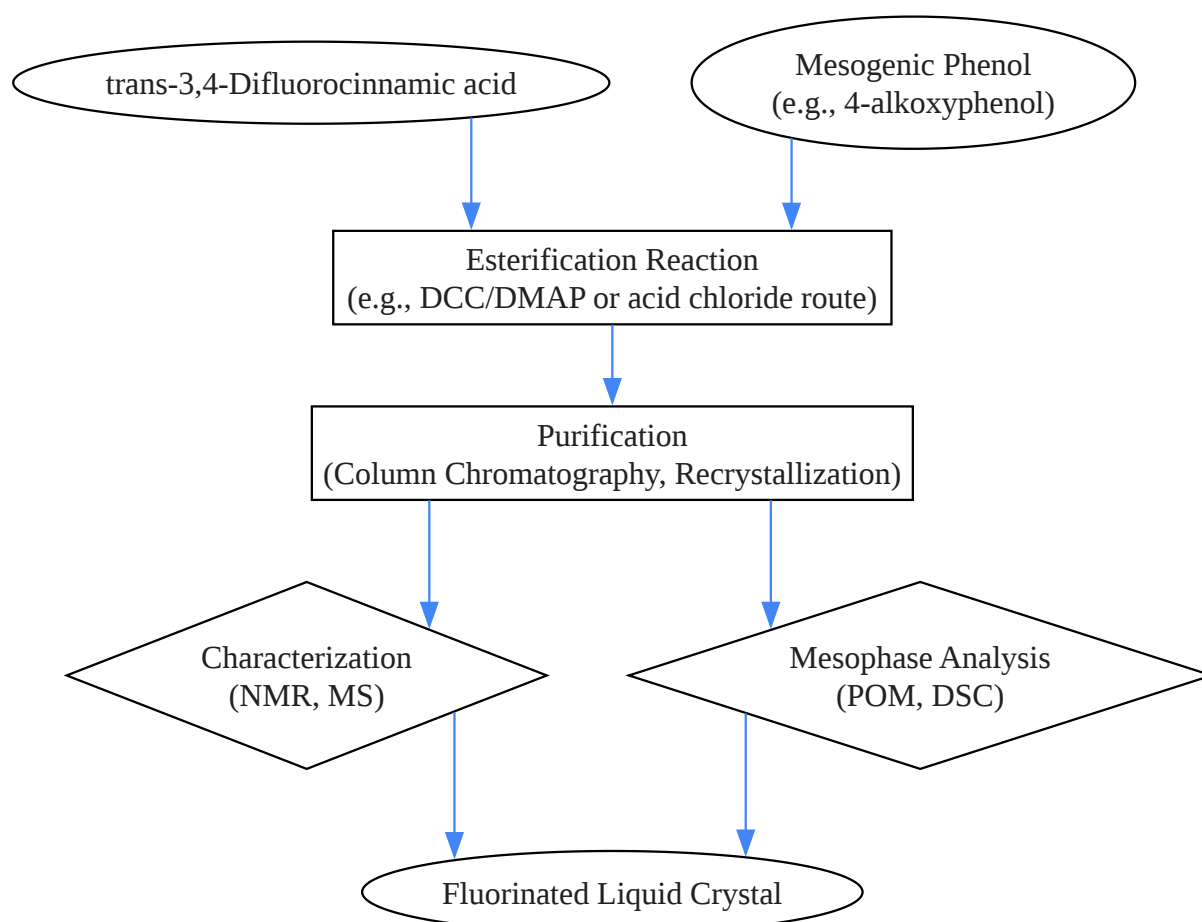 trans-3,4-Difluorocinnamic acid
Mesogenic Phenol
(e.g., 4-alkoxyphenol)
Esterification Reaction
(e.g., DCC/DMAP or acid chloride route)
Purification
(Column Chromatography, Recrystallization)
Characterization
(NMR, MS)
Mesophase Analysis
(POM, DSC)
Fluorinated Liquid Crystal